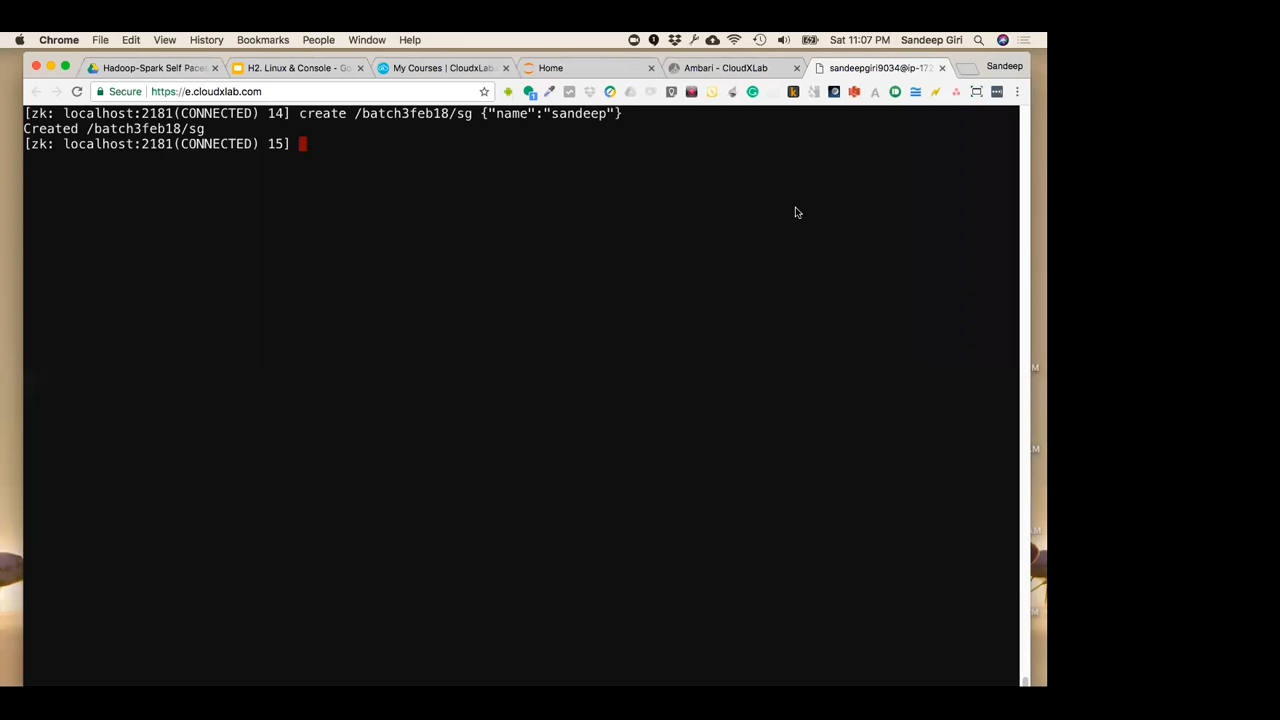 Chrome File Edit View History Bookmarks People Window Help Sat 11:07 PM Sandeep Giri
Hadoop-Spark Self Pace H2. Linux & Console - Go My Courses | CloudxLab Home Ambari - CloudXLab sandeepgiri9034@ip-172 Sandeep
Secure https://e.cloudxlab.com
[zk: localhost:2181(CONNECTED) 14] create /batch3feb18/sg {"name":"sandeep"}
Created /batch3feb18/sg
[zk: localhost:2181(CONNECTED) 15]